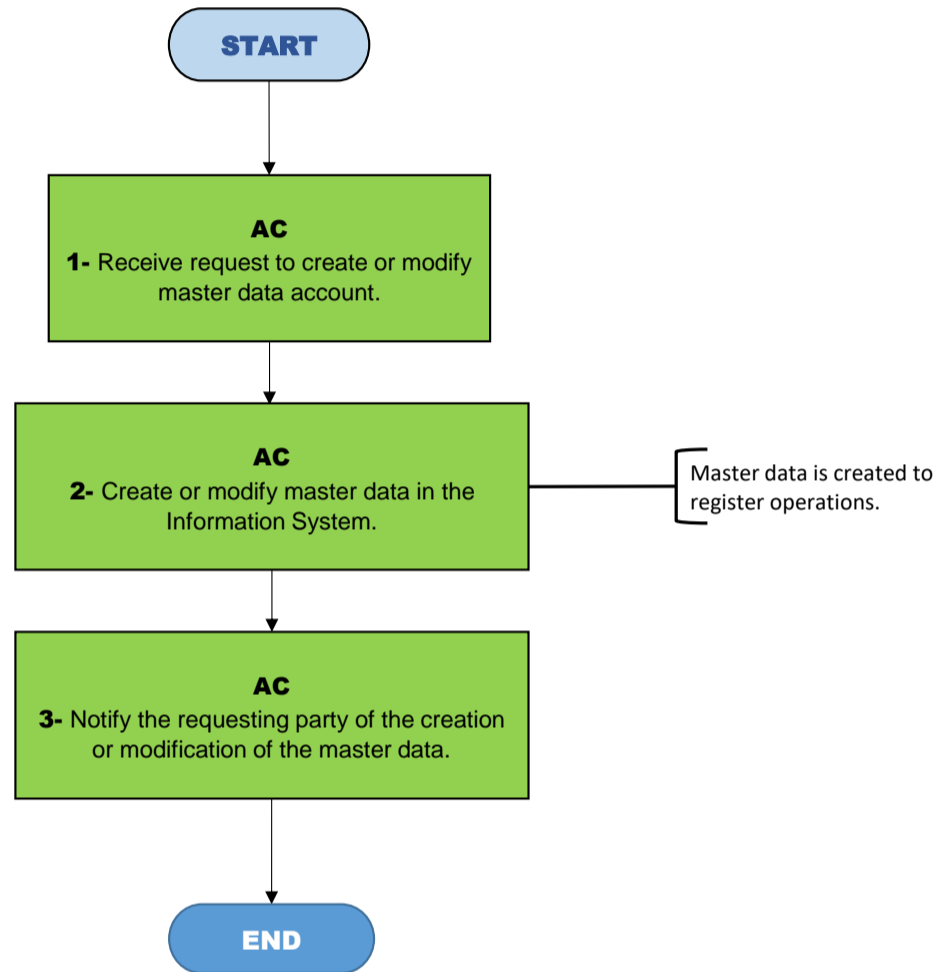 START
AC
1- Receive request to create or modify
master data account.
AC
2- Create or modify master data in the
Information System.
Master data is created to
register operations.
AC
3- Notify the requesting party of the creation
or modification of the master data.
END